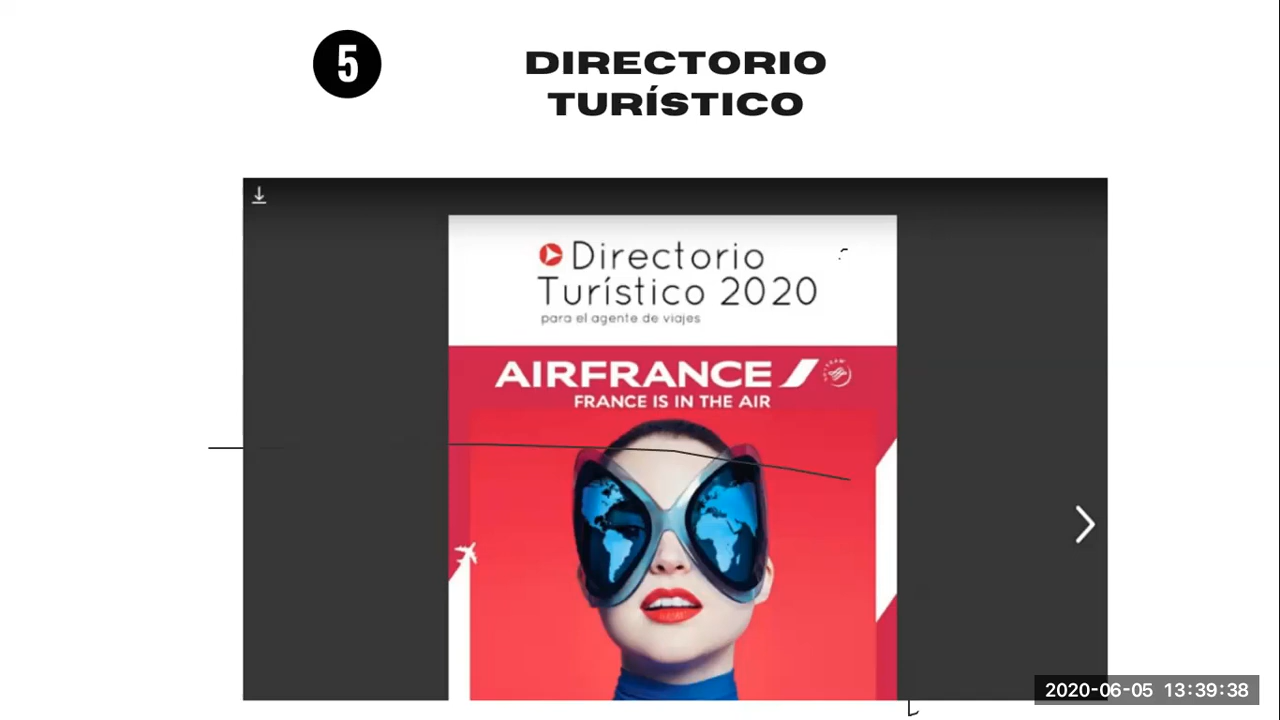 5
DIRECTORIO
TURÍSTICO
Directorio
Turístico 2020
para el agente de viajes
AIRFRANCE
FRANCE IS IN THE AIR
2020-06-05 13:39:38